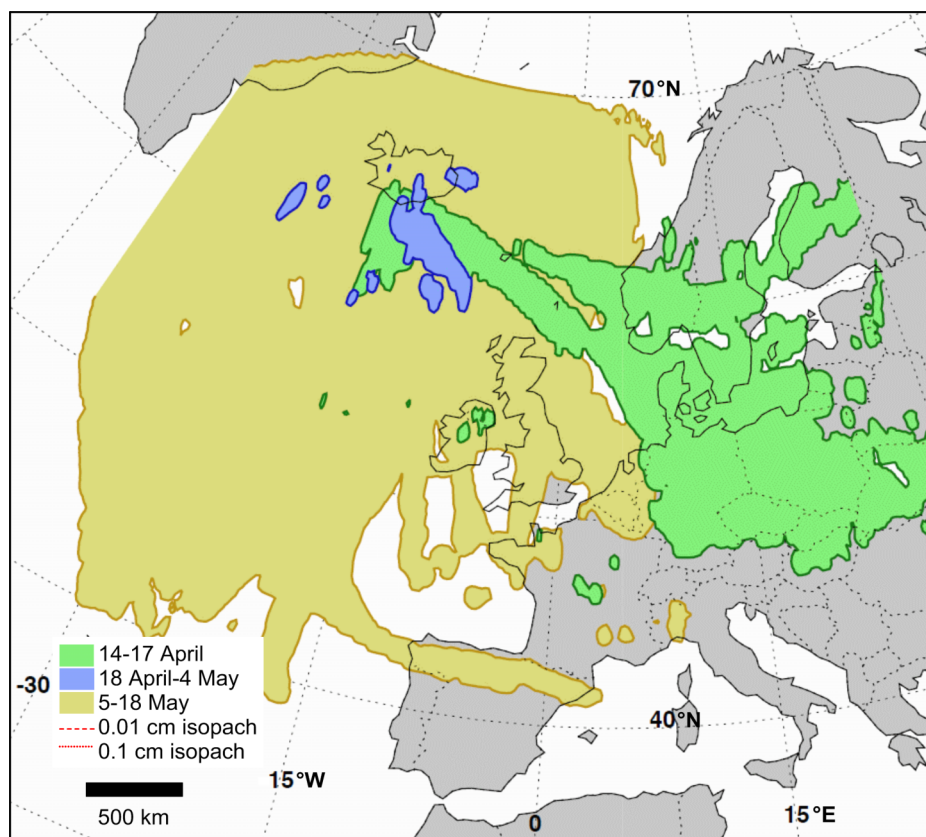 70°N
1
14-17 April
18 April-4 May
5-18 May
0.01 cm isopach
0.1 cm isopach
-30
40°N
15°W
500 km
0
15°E